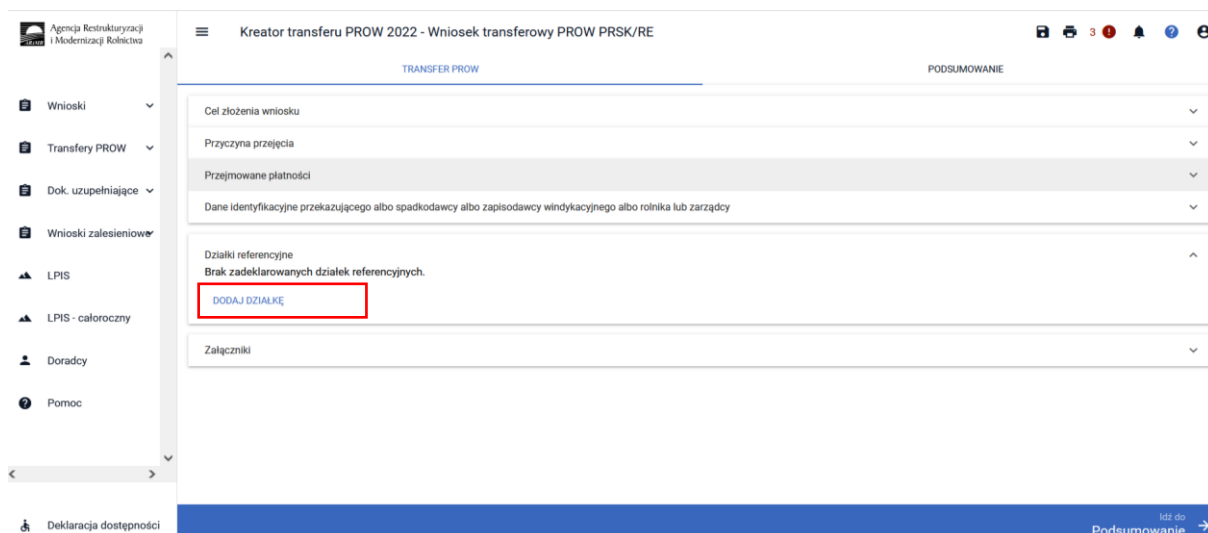 Agencja Restrukturyzacji
i Modernizacji Rolnictwa
Kreator transferu PROW 2022 - Wniosek transferowy PROW PRSK/RE
3
TRANSFER PROW
PODSUMOWANIE
Wnioski
Transfery PROW
Dok. uzupełniające
Wnioski zalesieniowe
LPIS
LPIS - całoroczny
Doradcy
Pomoc
Deklaracja dostępności
Cel złożenia wniosku
Przyczyna przejęcia
Przejmowane płatności
Dane identyfikacyjne przekazującego albo spadkodawcy albo zapisodawcy windykacyjnego albo rolnika lub zarządcy
Działki referencyjne
Brak zadeklarowanych działek referencyjnych.
DODAJ DZIAŁKĘ
Załączniki
Idź do
Podsumowanie